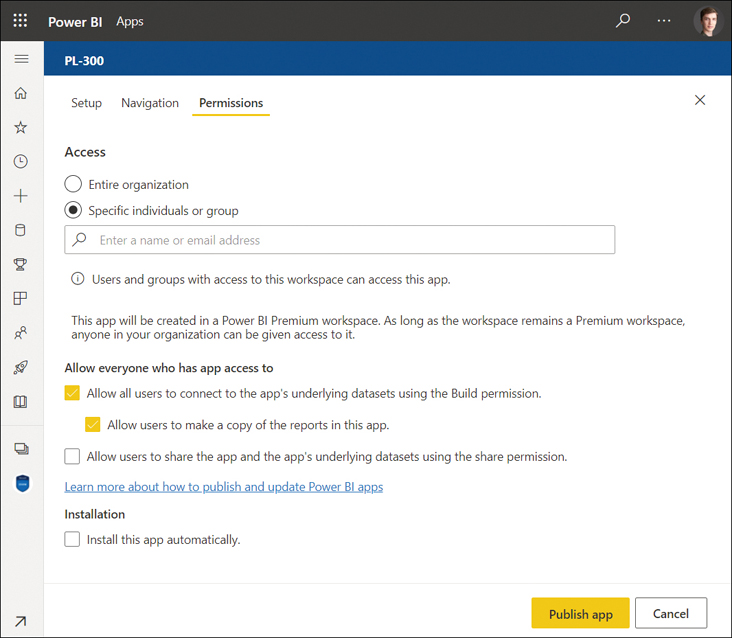 Power BI Apps
PL-300
Setup Navigation Permissions
Access
Entire organization
Specific individuals or group
Enter a name or email address
Users and groups with access to this workspace can access this app.
This app will be created in a Power BI Premium workspace. As long as the workspace remains a Premium workspace,
anyone in your organization can be given access to it.
Allow everyone who has app access to
Allow all users to connect to the app's underlying datasets using the Build permission.
Allow users to make a copy of the reports in this app.
Allow users to share the app and the app's underlying datasets using the share permission.
Learn more about how to publish and update Power BI apps
Installation
Install this app automatically.
Publish app Cancel